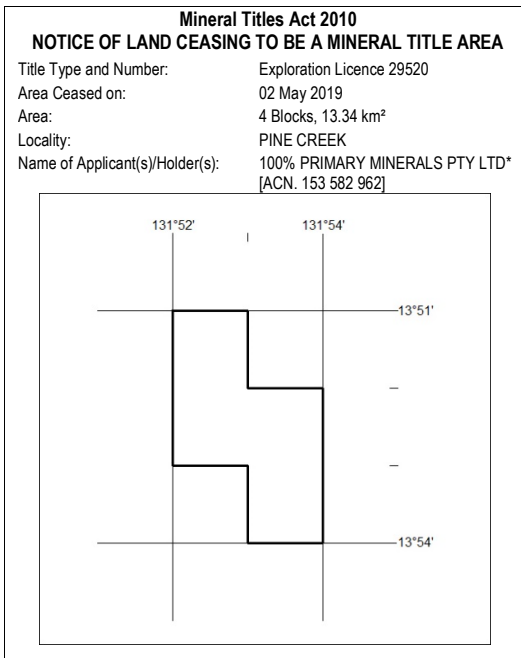 Mineral Titles Act 2010
NOTICE OF LAND CEASING TO BE A MINERAL TITLE AREA
Title Type and Number: Exploration Licence 29520
Area Ceased on: 02 May 2019
Area: 4 Blocks, 13.34 km²
Locality: PINE CREEK
Name of Applicant(s)/Holder(s): 100% PRIMARY MINERALS PTY LTD*
[ACN. 153 582 962]
131°52' 131°54'
13°51'
13°54'